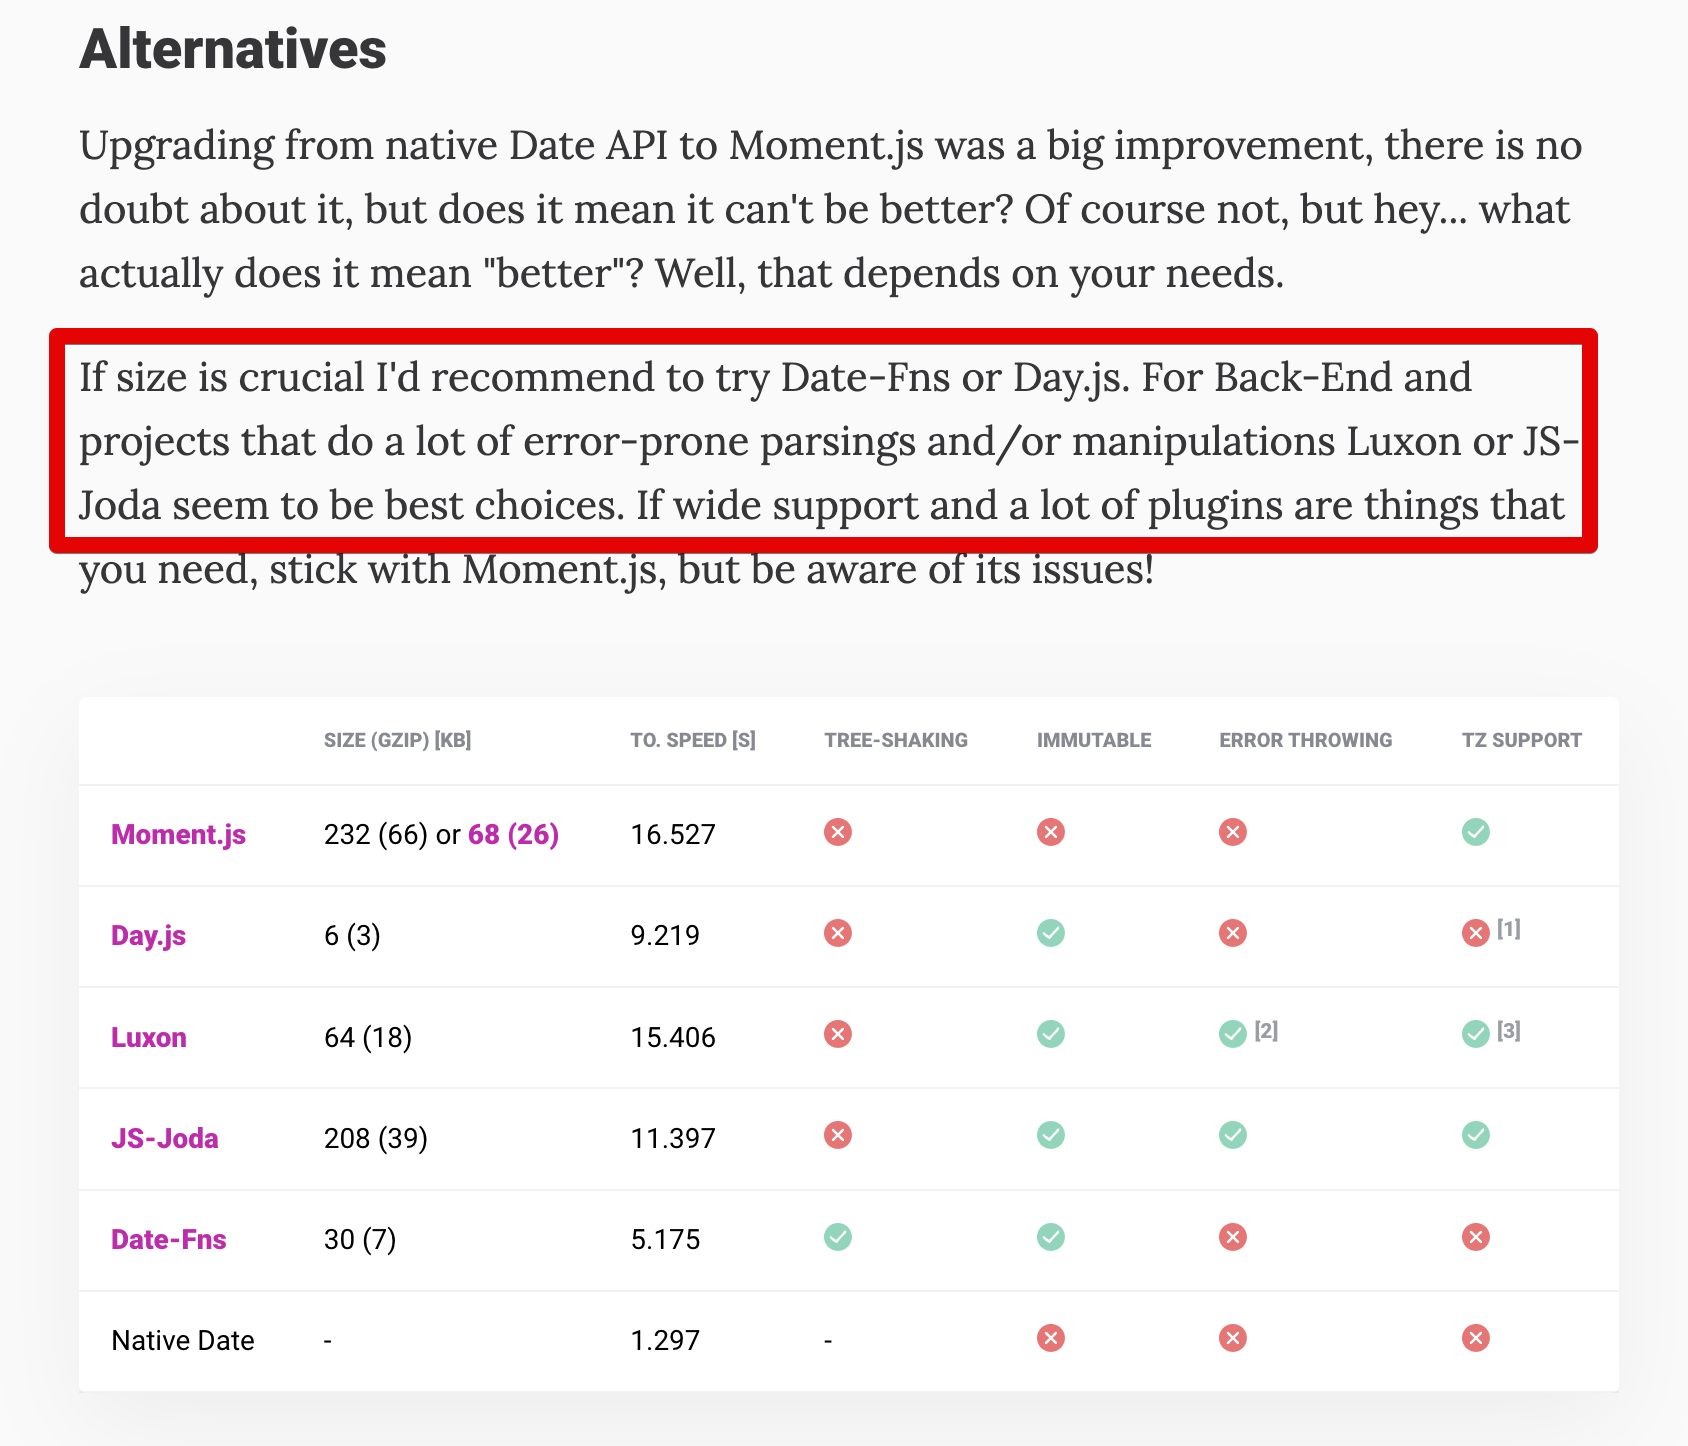 Alternatives
Upgrading from native Date API to Moment.js was a big improvement, there is no
doubt about it, but does it mean it can't be better? Of course not, but hey... what
actually does it mean "better"? Well, that depends on your needs.
If size is crucial I'd recommend to try Date-Fns or Day.js. For Back-End and
projects that do a lot of error-prone parsings and/or manipulations Luxon or JS-
Joda seem to be best choices. If wide support and a lot of plugins are things that
you need, stick with Moment.js, but be aware of its issues!
SIZE (GZIP) [KB] TO. SPEED [S] TREE-SHAKING IMMUTABLE ERROR THROWING TZ SUPPORT
Moment.js 232 (66) or 68 (26) 16.527
Day.js 6 (3) 9.219 [1]
Luxon 64 (18) 15.406 [2] [3]
JS-Joda 208 (39) 11.397
Date-Fns 30 (7) 5.175
Native Date - 1.297 -